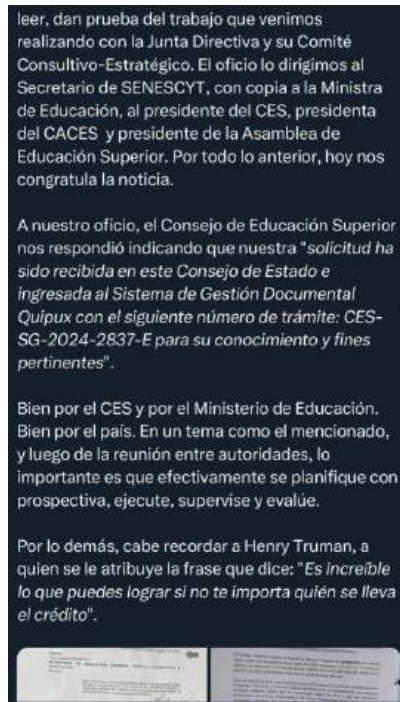 leer, dan prueba del trabajo que venimos
realizando con la Junta Directiva y su Comité
Consultivo-Estratégico. El oficio lo dirigimos al
Secretario de SENESCYT, con copia a la Ministra
de Educación, al presidente del CES, presidenta
del CACES y presidente de la Asamblea de
Educación Superior. Por todo lo anterior, hoy nos
congratula la noticia.
A nuestro oficio, el Consejo de Educación Superior
nos respondió indicando que nuestra "solicitud ha
sido recibida en este Consejo de Estado e
ingresada al Sistema de Gestión Documental
Quipux con el siguiente número de trámite: CES-
SG-2024-2837-E para su conocimiento y fines
pertinentes".
Bien por el CES y por el Ministerio de Educación.
Bien por el país. En un tema como el mencionado,
y luego de la reunión entre autoridades, lo
importante es que efectivamente se planifique con
prospectiva, ejecute, supervise y evalúe.
Por lo demás, cabe recordar a Henry Truman, a
quien se le atribuye la frase que dice: "Es increíble
lo que puedes lograr si no te importa quién se lleva
el crédito".